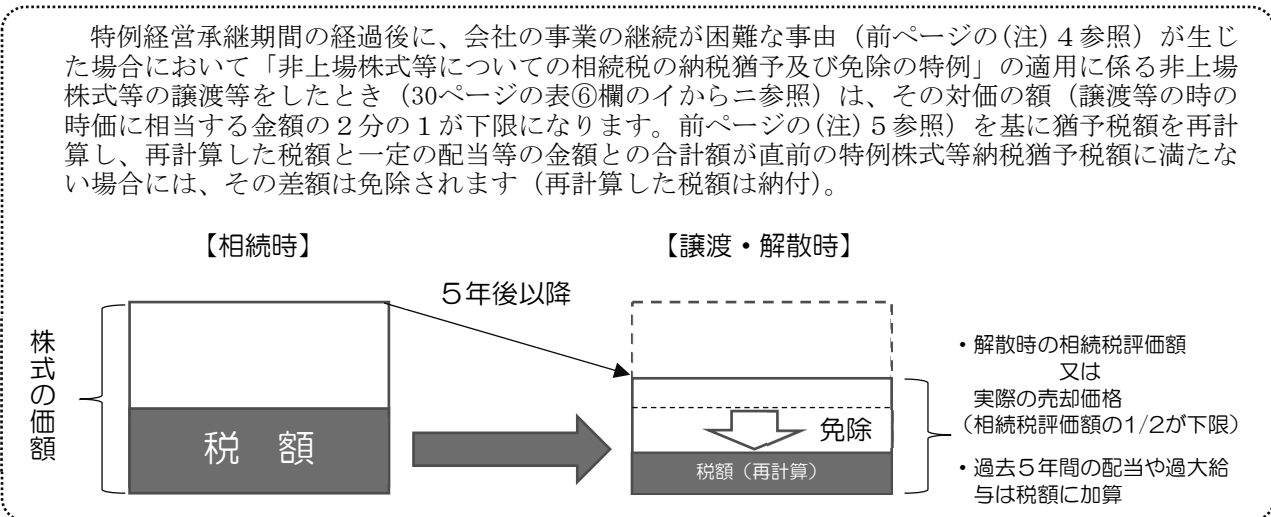 特例経営承継期間の経過後に、会社の事業の継続が困難な事由（前ページの(注)４参照）が生じ
た場合において「非上場株式等についての相続税の納税猶予及び免除の特例」の適用に係る非上場
株式等の譲渡等をしたとき（30ページの表⑥欄のイからニ参照）は、その対価の額（譲渡等の時の
時価に相当する金額の２分の１が下限になります。前ページの(注)５参照）を基に猶予税額を再計
算し、再計算した税額と一定の配当等の金額との合計額が直前の特例株式等納税猶予税額に満たな
い場合には、その差額は免除されます（再計算した税額は納付）。
【相続時】
【譲渡・解散時】
５年後以降
株式の価額
税　額
免除
税額（再計算）
・解散時の相続税評価額
又は
実際の売却価格
（相続税評価額の1/2が下限）
・過去５年間の配当や過大給
与は税額に加算